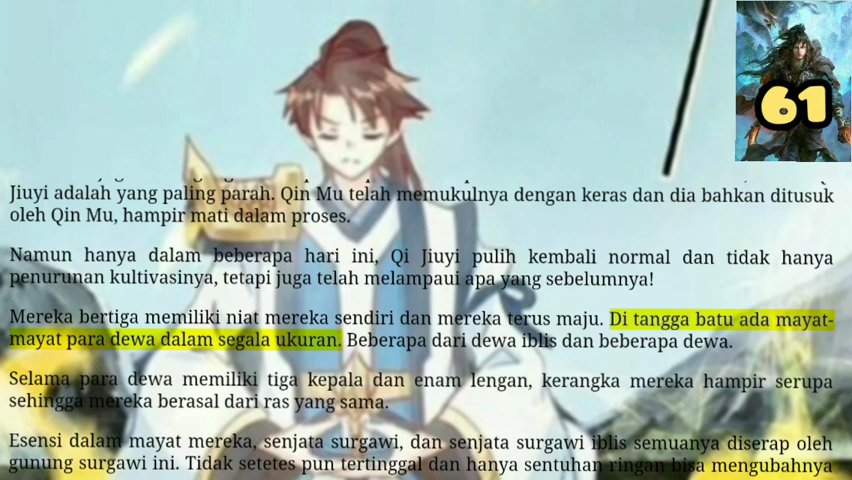 61
Jiuyi adalah yang paling parah. Qin Mu telah memukulnya dengan keras dan dia bahkan ditusuk
oleh Qin Mu, hampir mati dalam proses.
Namun hanya dalam beberapa hari ini, Qi Jiuyi pulih kembali normal dan tidak hanya
penurunan kultivasinya, tetapi juga telah melampaui apa yang sebelumnya!
Mereka bertiga memiliki niat mereka sendiri dan mereka terus maju. Di tangga batu ada mayat-
mayat para dewa dalam segala ukuran. Beberapa dari dewa iblis dan beberapa dewa.
Selama para dewa memiliki tiga kepala dan enam lengan, kerangka mereka hampir serupa
sehingga mereka berasal dari ras yang sama.
Esensi dalam mayat mereka, senjata surgawi, dan senjata surgawi iblis semuanya diserap oleh
gunung surgawi ini. Tidak setetes pun tertinggal dan hanya sentuhan ringan bisa mengubahnya